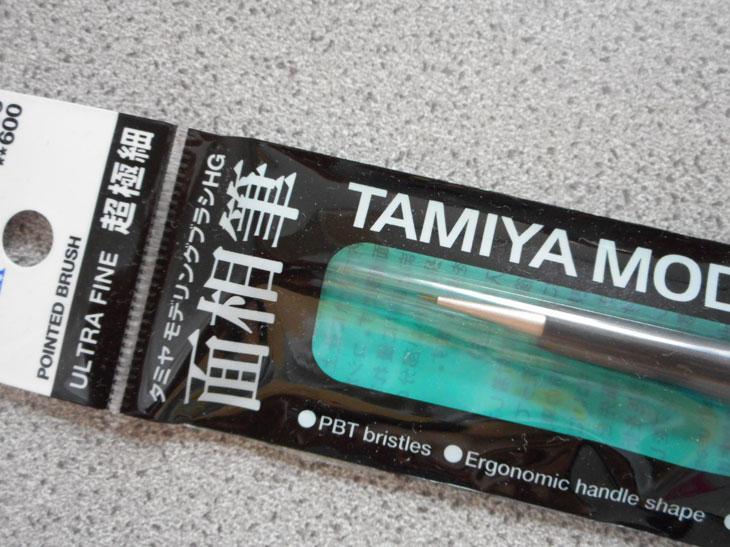 **600
POINTED BRUSH
ULTRA FINE 超極細
タミヤ モデリングブラシHG
面相筆
TAMIYA MOD
●PBT bristles ●Ergonomic handle shape